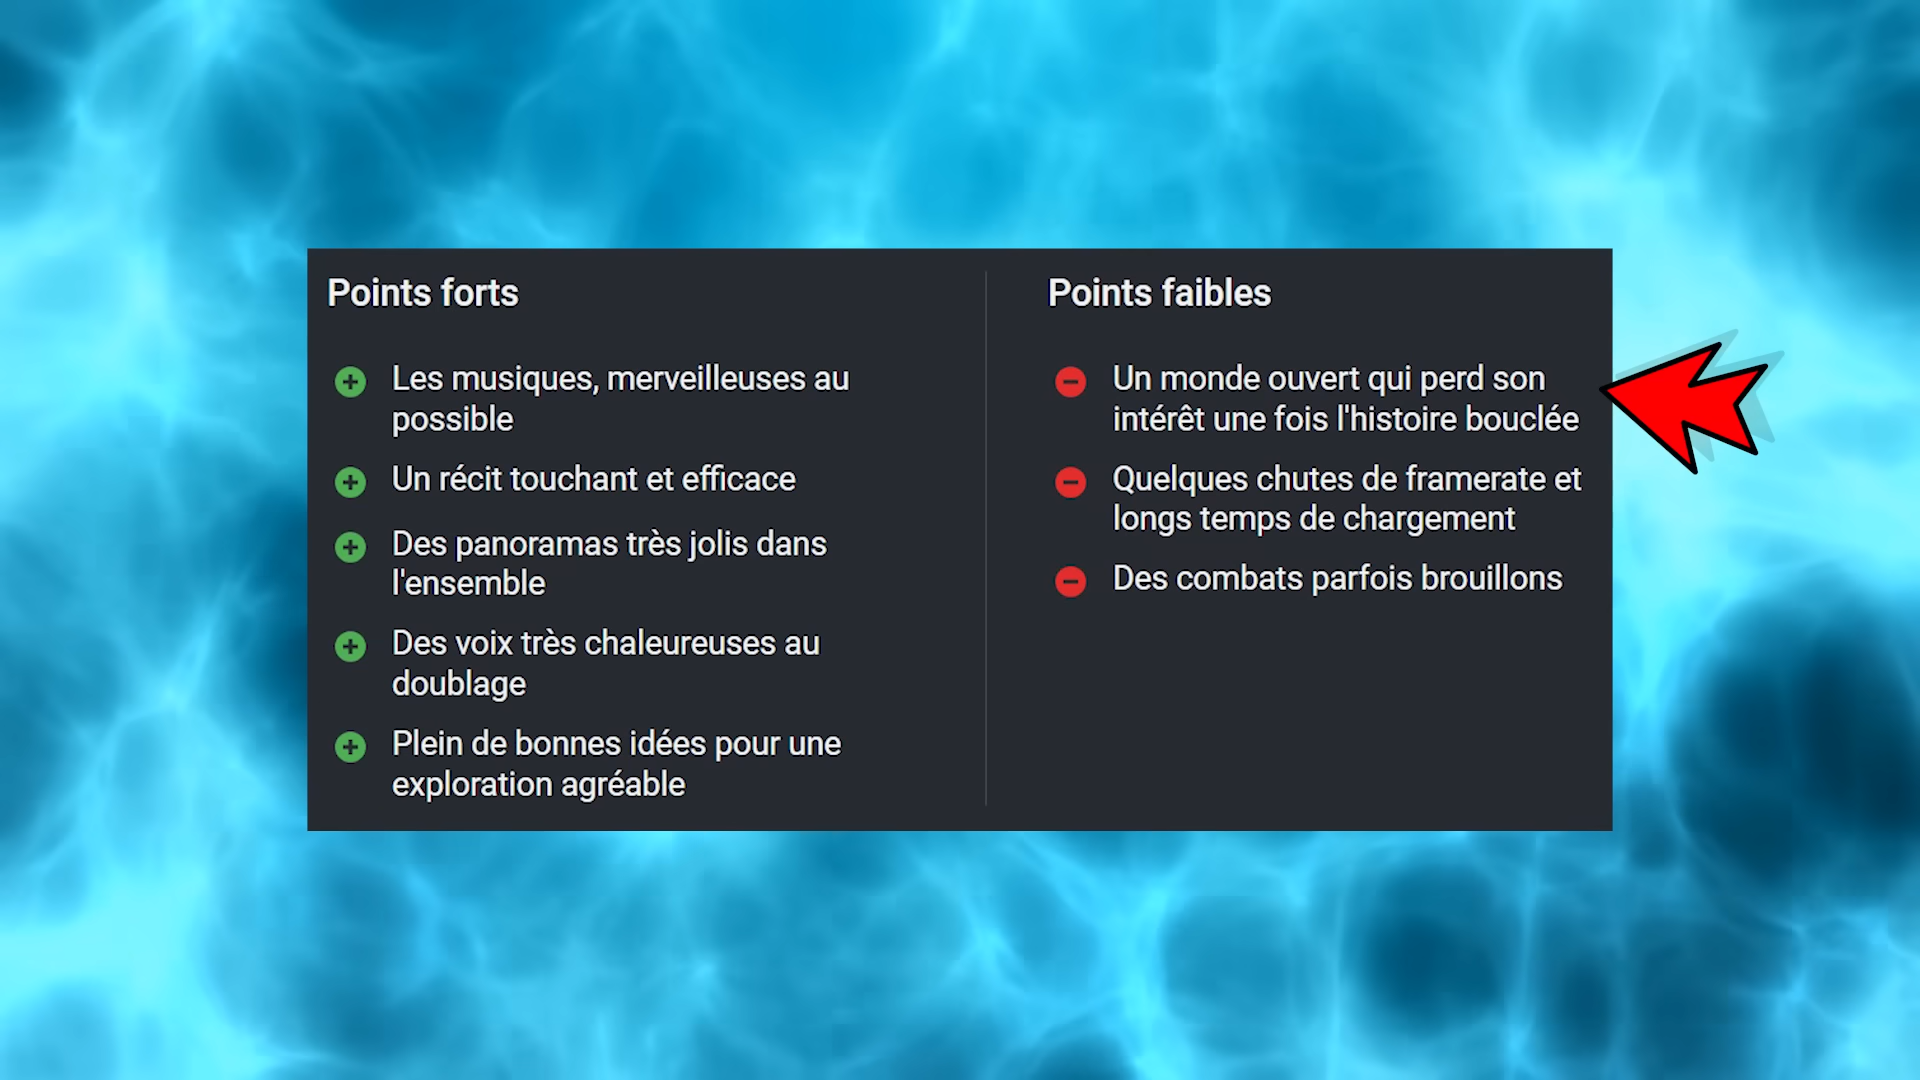 Points forts
Les musiques, merveilleuses au
possible
Un récit touchant et efficace
Des panoramas très jolis dans
l'ensemble
Des voix très chaleureuses au
doublage
Plein de bonnes idées pour une
exploration agréable
Points faibles
Un monde ouvert qui perd son
intérêt une fois l'histoire bouclée
Quelques chutes de framerate et
longs temps de chargement
Des combats parfois brouillons